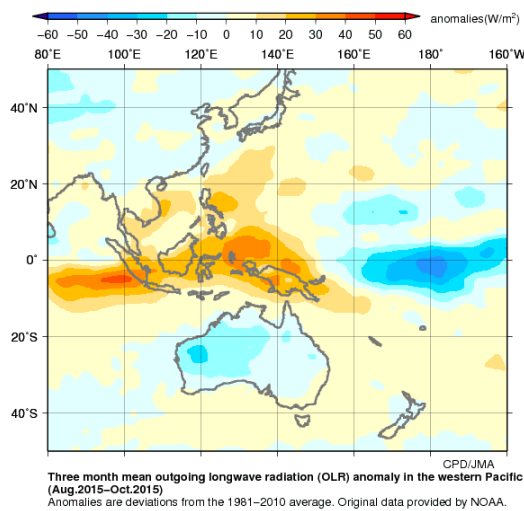 anomalies(W/m²)
−60 −50 −40 −30 −20 −10 0 10 20 30 40 50 60
80°E 100°E 120°E 140°E 160°E 180° 160°W
40°N
20°N
0°
20°S
40°S
CPD/JMA
Three month mean outgoing longwave radiation (OLR) anomaly in the western Pacific
(Aug.2015−Oct.2015)
Anomalies are deviations from the 1981−2010 average. Original data provided by NOAA.